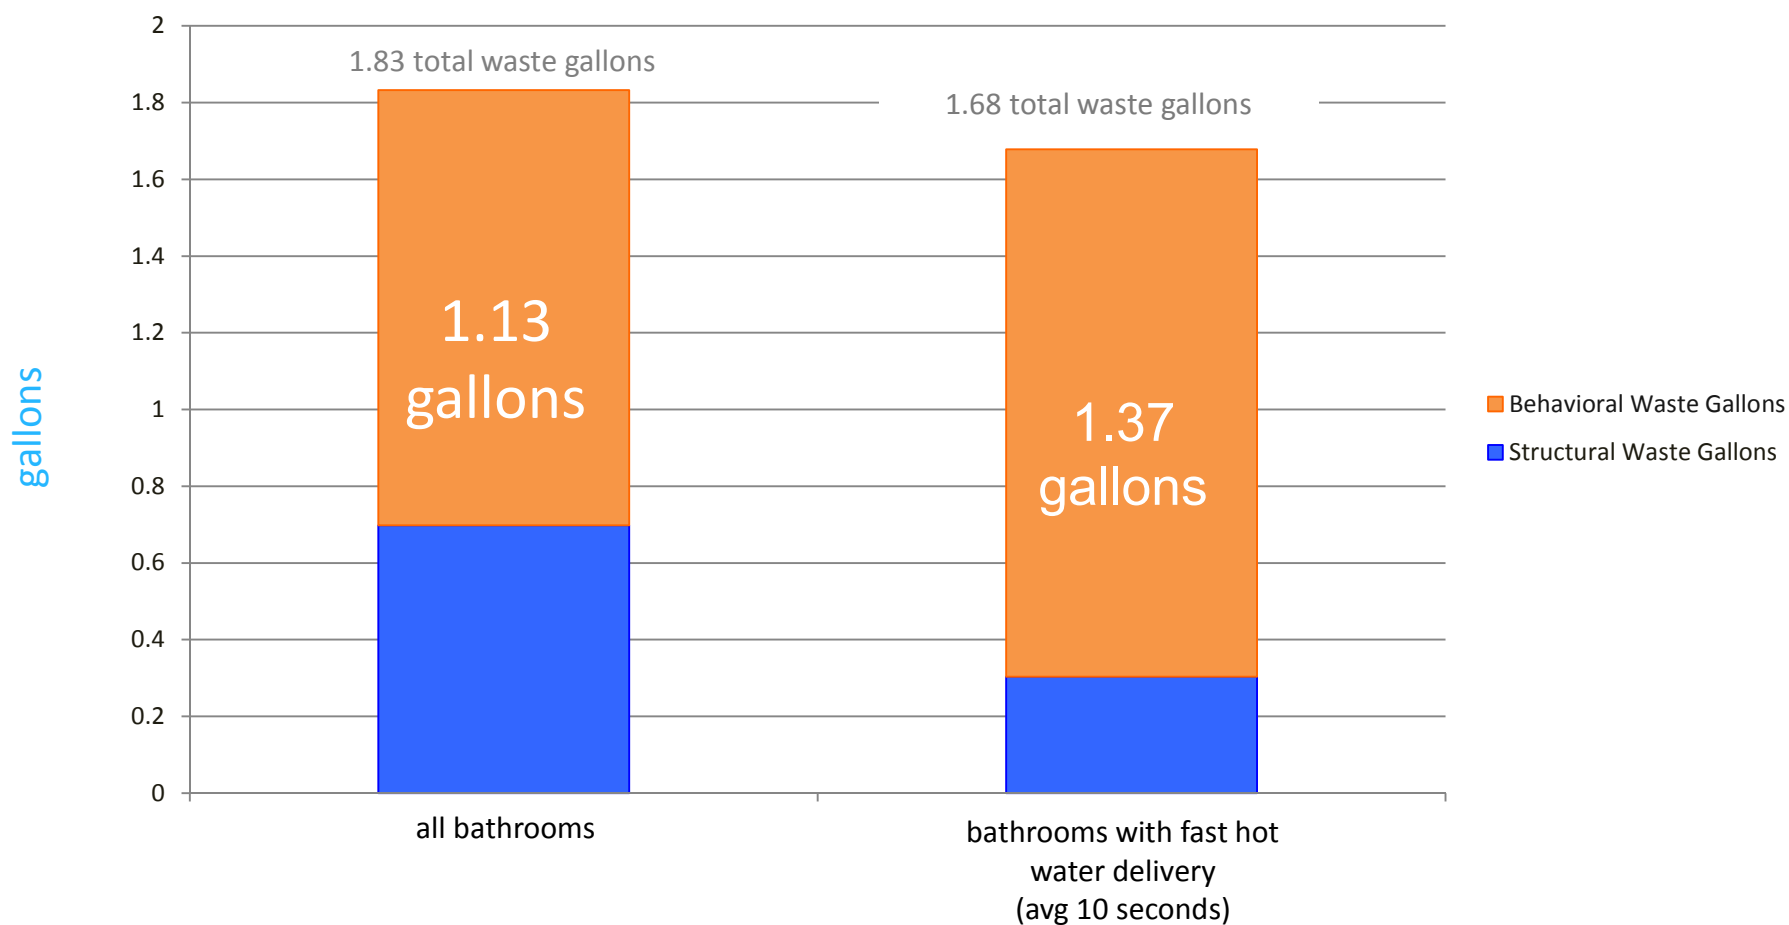 2
1.83 total waste gallons
1.8
1.68 total waste gallons
1.6
1.4
1.2
1
0.8
0.6
0.4
0.2
0
gallons
1.13
gallons
1.37
gallons
Behavioral Waste Gallons
Structural Waste Gallons
all bathrooms
bathrooms with fast hot
water delivery
(avg 10 seconds)